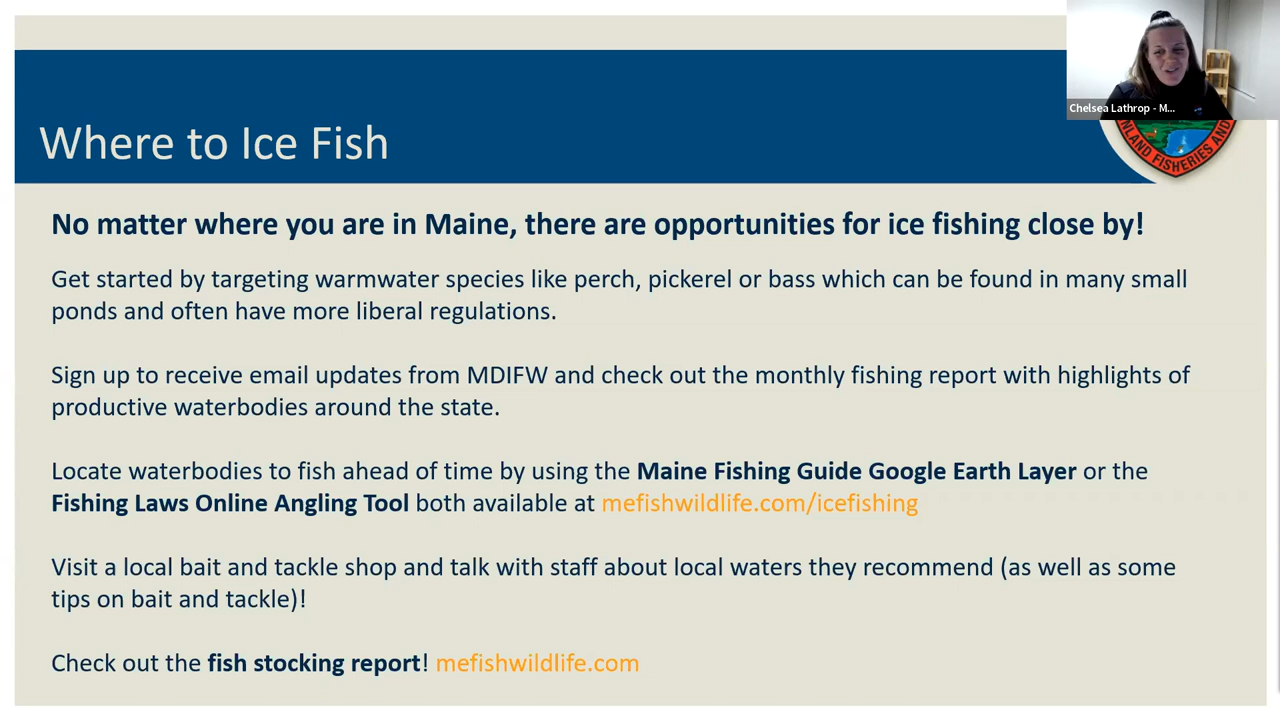 Chelsea Lathrop - M...
INLAND FISHERIES AND
Where to Ice Fish
No matter where you are in Maine, there are opportunities for ice fishing close by!
Get started by targeting warmwater species like perch, pickerel or bass which can be found in many small
ponds and often have more liberal regulations.
Sign up to receive email updates from MDIFW and check out the monthly fishing report with highlights of
productive waterbodies around the state.
Locate waterbodies to fish ahead of time by using the Maine Fishing Guide Google Earth Layer or the
Fishing Laws Online Angling Tool both available at mefishwildlife.com/icefishing
Visit a local bait and tackle shop and talk with staff about local waters they recommend (as well as some
tips on bait and tackle)!
Check out the fish stocking report! mefishwildlife.com